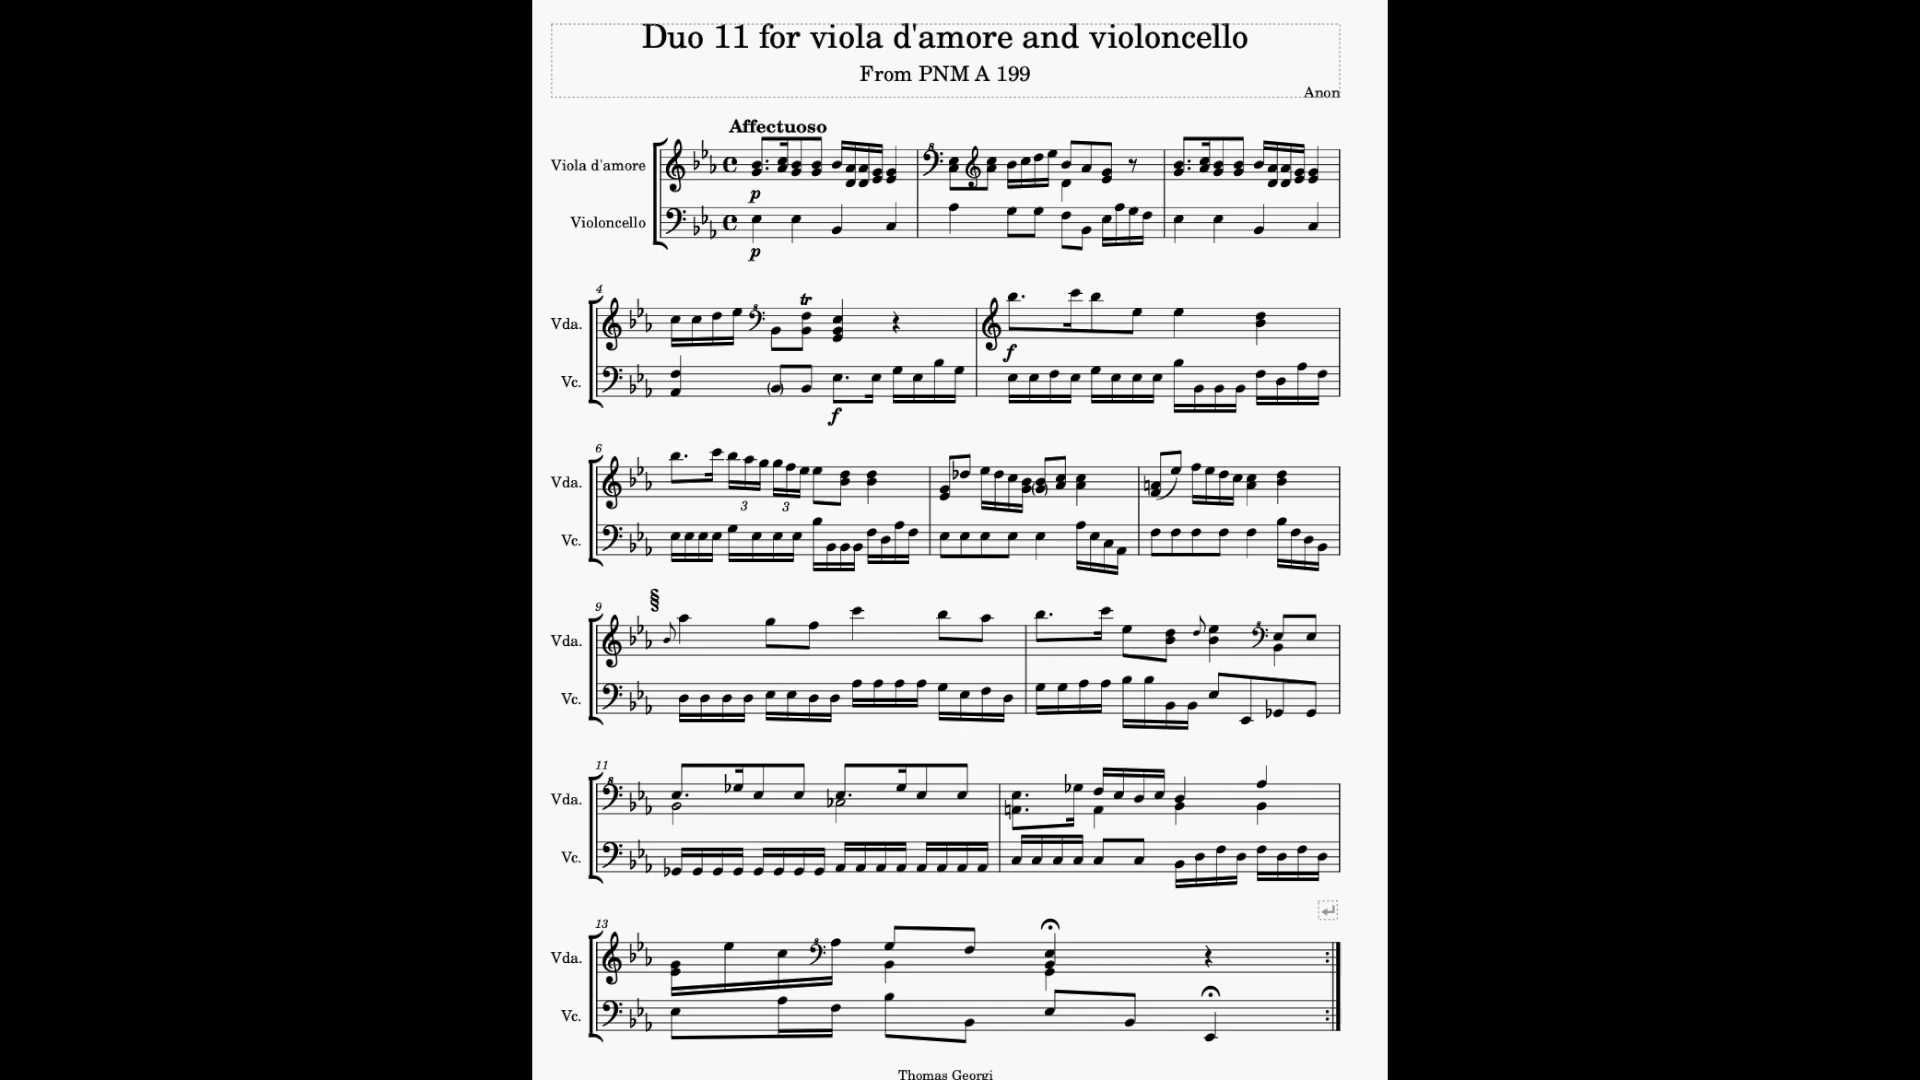 Duo 11 for viola d'amore and violoncello
From PNM A 199
Anon
Affectuoso
Viola d'amore
p
Violoncello
p
4
tr
Vda.
f
Vc.
f
6
Vda.
3 3
Vc.
9
Vda.
Vc.
11
Vda.
Vc.
13
Vda.
Vc.
Thomas Georgi